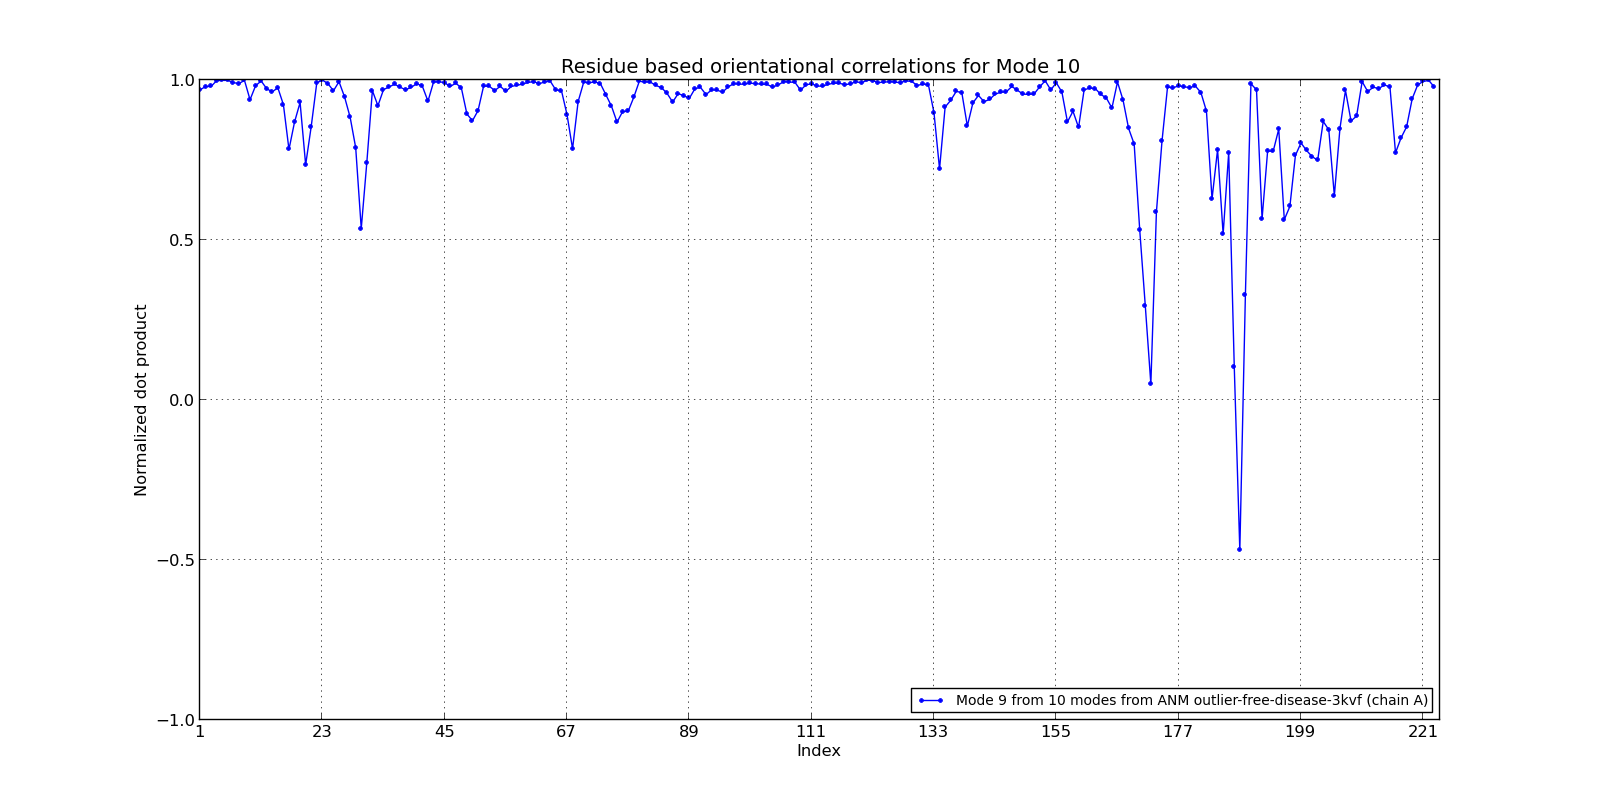 Residue based orientational correlations for Mode 10
1.0
0.5
0.0
−0.5
−1.0
Normalized dot product
Mode 9 from 10 modes from ANM outlier-free-disease-3kvf (chain A)
1 23 45 67 89 111 133 155 177 199 221
Index